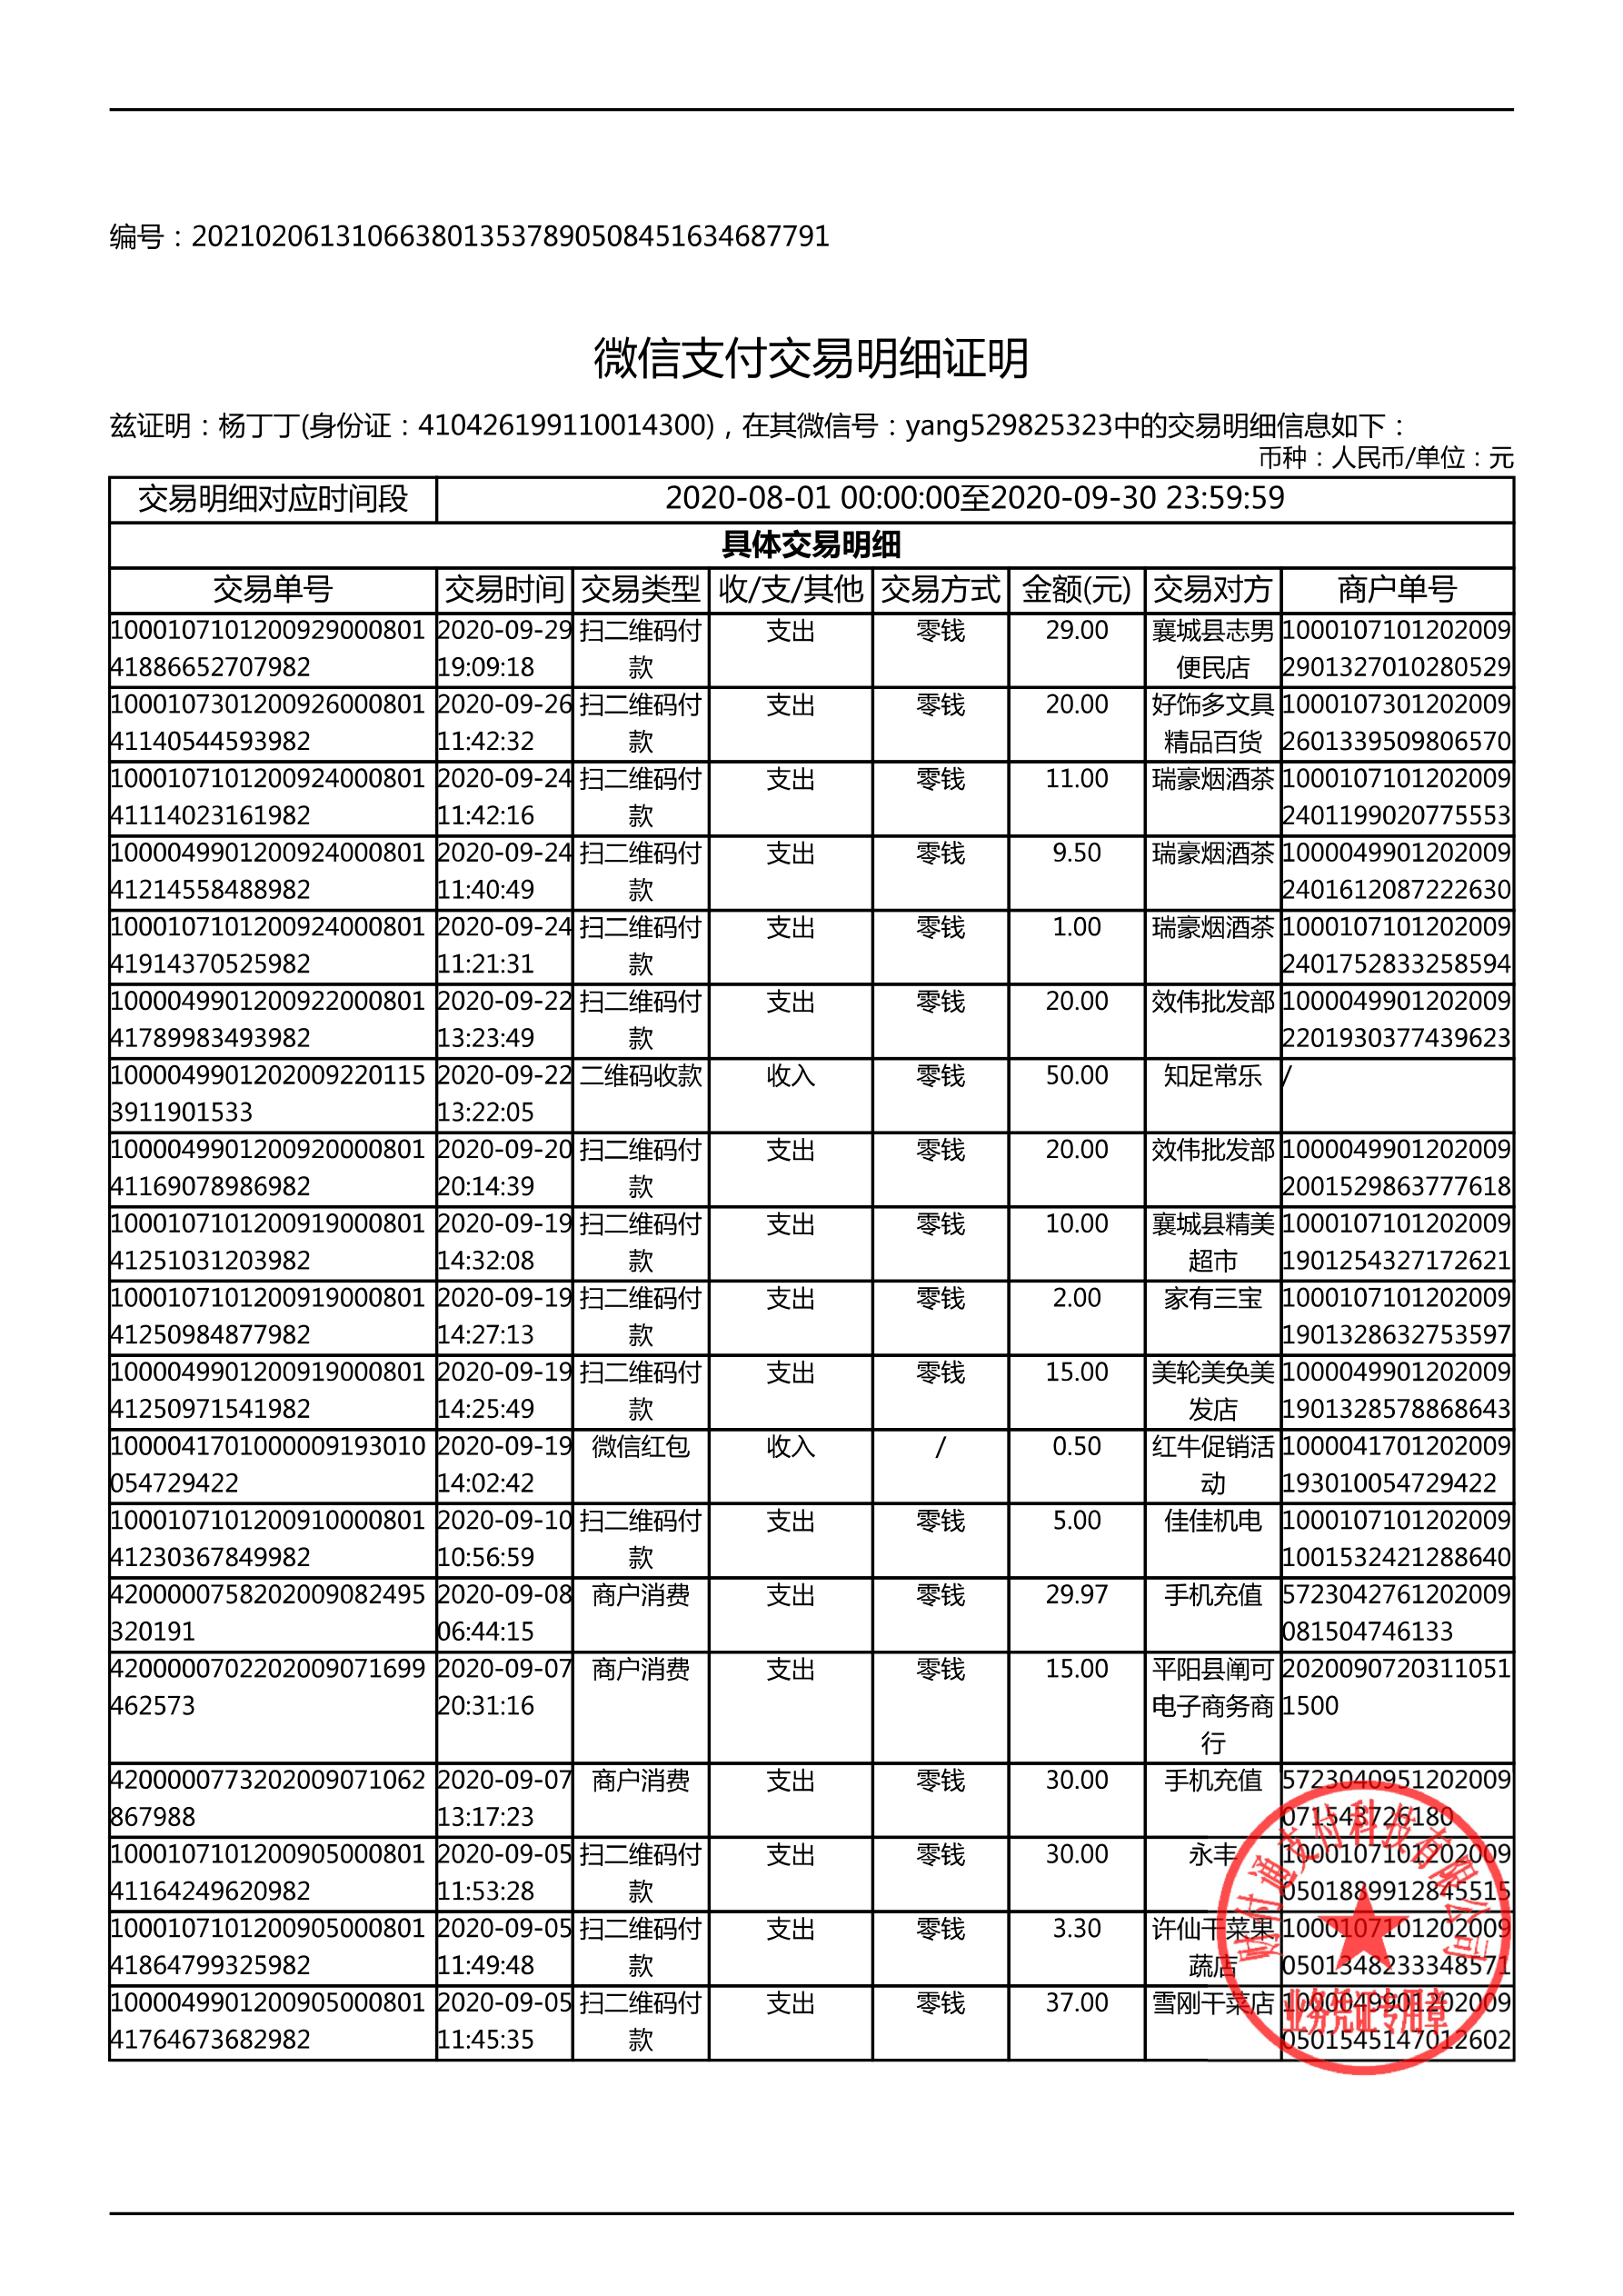 编号：2021020613106638013537890508451634687791
微信支付交易明细证明
兹证明：杨丁丁(身份证：410426199110014300)，在其微信号：yang529825323中的交易明细信息如下：
币种：人民币/单位：元
交易明细对应时间段 2020-08-01 00:00:00至2020-09-30 23:59:59
具体交易明细
交易单号 交易时间 交易类型 收/支/其他 交易方式 金额(元) 交易对方 商户单号
1000107101200929000801 2020-09-29 扫二维码付 支出 零钱 29.00 襄城县志男 1000107101202009
41886652707982 19:09:18 款 便民店 2901327010280529
1000107301200926000801 2020-09-26 扫二维码付 支出 零钱 20.00 好饰多文具 1000107301202009
41140544593982 11:42:32 款 精品百货 2601339509806570
1000107101200924000801 2020-09-24 扫二维码付 支出 零钱 11.00 瑞豪烟酒茶 1000107101202009
41114023161982 11:42:16 款 2401199020775553
1000049901200924000801 2020-09-24 扫二维码付 支出 零钱 9.50 瑞豪烟酒茶 1000049901202009
41214558488982 11:40:49 款 2401612087222630
1000107101200924000801 2020-09-24 扫二维码付 支出 零钱 1.00 瑞豪烟酒茶 1000107101202009
41914370525982 11:21:31 款 2401752833258594
1000049901200922000801 2020-09-22 扫二维码付 支出 零钱 20.00 效伟批发部 1000049901202009
41789983493982 13:23:49 款 2201930377439623
1000049901202009220115 2020-09-22 二维码收款 收入 零钱 50.00 知足常乐 /
3911901533 13:22:05
1000049901200920000801 2020-09-20 扫二维码付 支出 零钱 20.00 效伟批发部 1000049901202009
41169078986982 20:14:39 款 2001529863777618
1000107101200919000801 2020-09-19 扫二维码付 支出 零钱 10.00 襄城县精美 1000107101202009
41251031203982 14:32:08 款 超市 1901254327172621
1000107101200919000801 2020-09-19 扫二维码付 支出 零钱 2.00 家有三宝 1000107101202009
41250984877982 14:27:13 款 1901328632753597
1000049901200919000801 2020-09-19 扫二维码付 支出 零钱 15.00 美轮美奂美 1000049901202009
41250971541982 14:25:49 款 发店 1901328578868643
1000041701000009193010 2020-09-19 微信红包 收入 / 0.50 红牛促销活 1000041701202009
054729422 14:02:42 动 193010054729422
1000107101200910000801 2020-09-10 扫二维码付 支出 零钱 5.00 佳佳机电 1000107101202009
41230367849982 10:56:59 款 1001532421288640
4200000758202009082495 2020-09-08 商户消费 支出 零钱 29.97 手机充值 5723042761202009
320191 06:44:15 081504746133
4200000702202009071699 2020-09-07 商户消费 支出 零钱 15.00 平阳县阐可 2020090720311051
462573 20:31:16 电子商务商 1500
行
4200000773202009071062 2020-09-07 商户消费 支出 零钱 30.00 手机充值 5723040951202009
867988 13:17:23 071543726180
1000107101200905000801 2020-09-05 扫二维码付 支出 零钱 30.00 永丰 1000107101202009
41164249620982 11:53:28 款 0501889912845515
1000107101200905000801 2020-09-05 扫二维码付 支出 零钱 3.30 许仙干菜果 1000107101202009
41864799325982 11:49:48 款 蔬店 0501348233348571
1000049901200905000801 2020-09-05 扫二维码付 支出 零钱 37.00 雪刚干菜店 1000049901202009
41764673682982 11:45:35 款 0501545147012602
财付通支付科技有限公司
业务凭证专用章